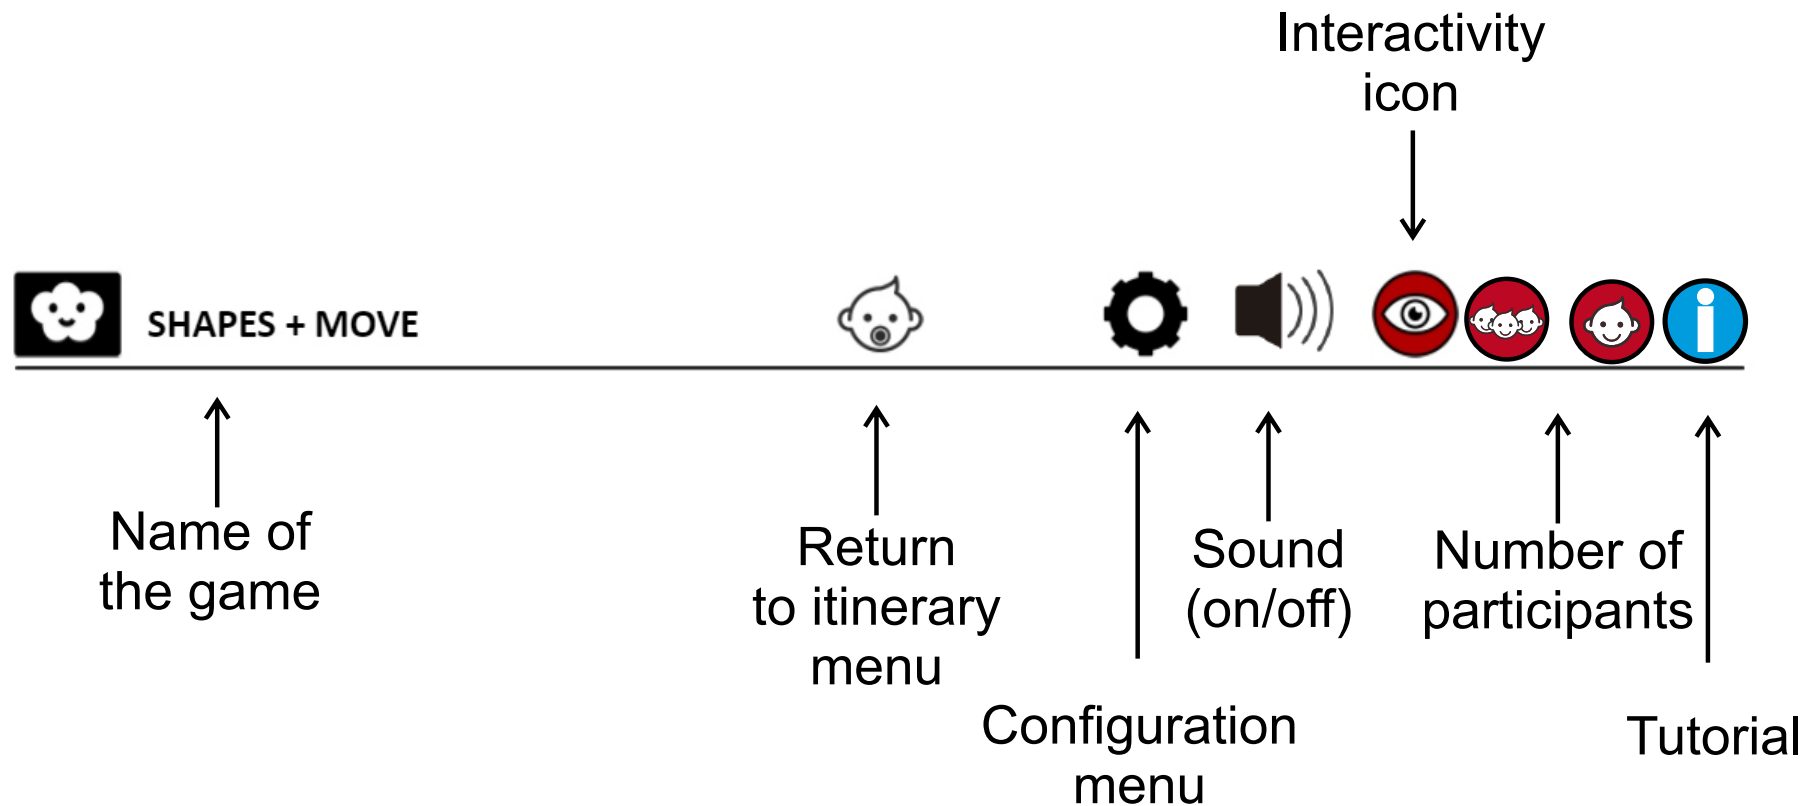 Interactivity
icon
SHAPES + MOVE
Name of
the game
Return
to itinerary
menu
Configuration
menu
Sound
(on/off)
Number of
participants
Tutorial